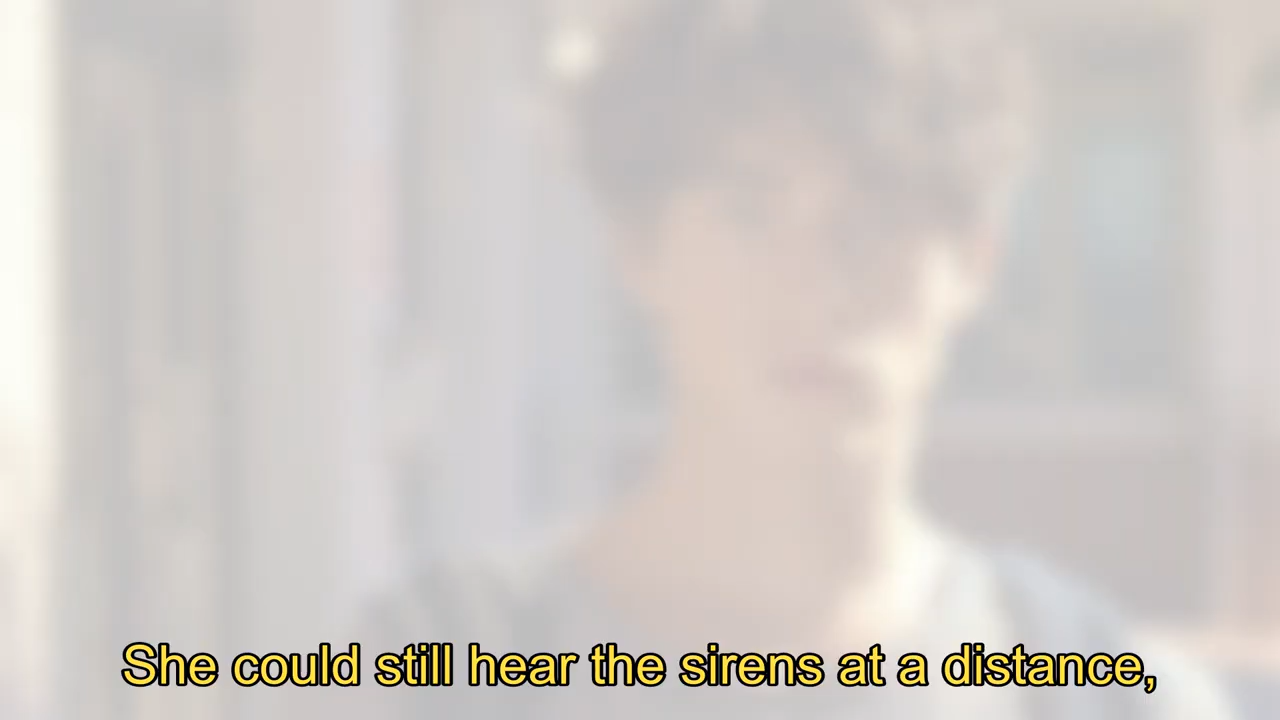 She could still hear the sirens at a distance,